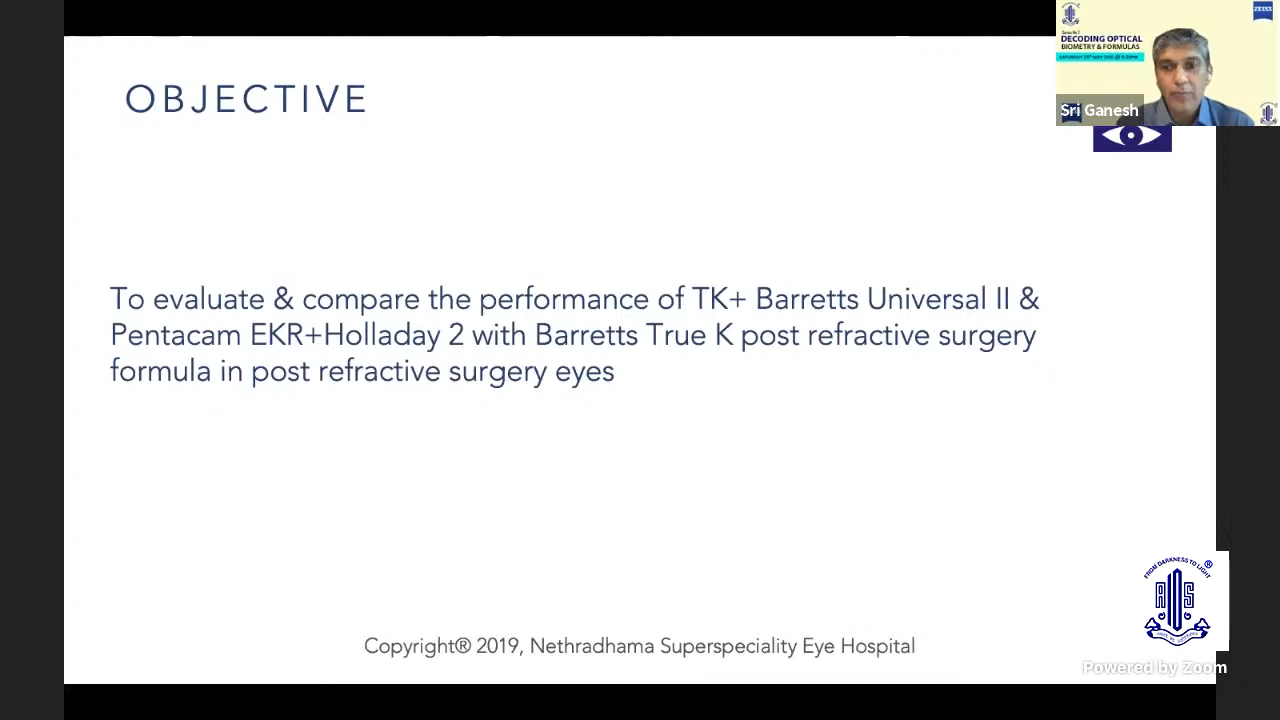 OBJECTIVE
To evaluate & compare the performance of TK+ Barretts Universal II &
Pentacam EKR+Holladay 2 with Barretts True K post refractive surgery
formula in post refractive surgery eyes
Copyright® 2019, Nethradhama Superspeciality Eye Hospital
DECODING OPTICAL
BIOMETRY & FORMULAS
ZEISS
Sri Ganesh
FROM DARKNESS TO LIGHT ®
Powered by Zoom